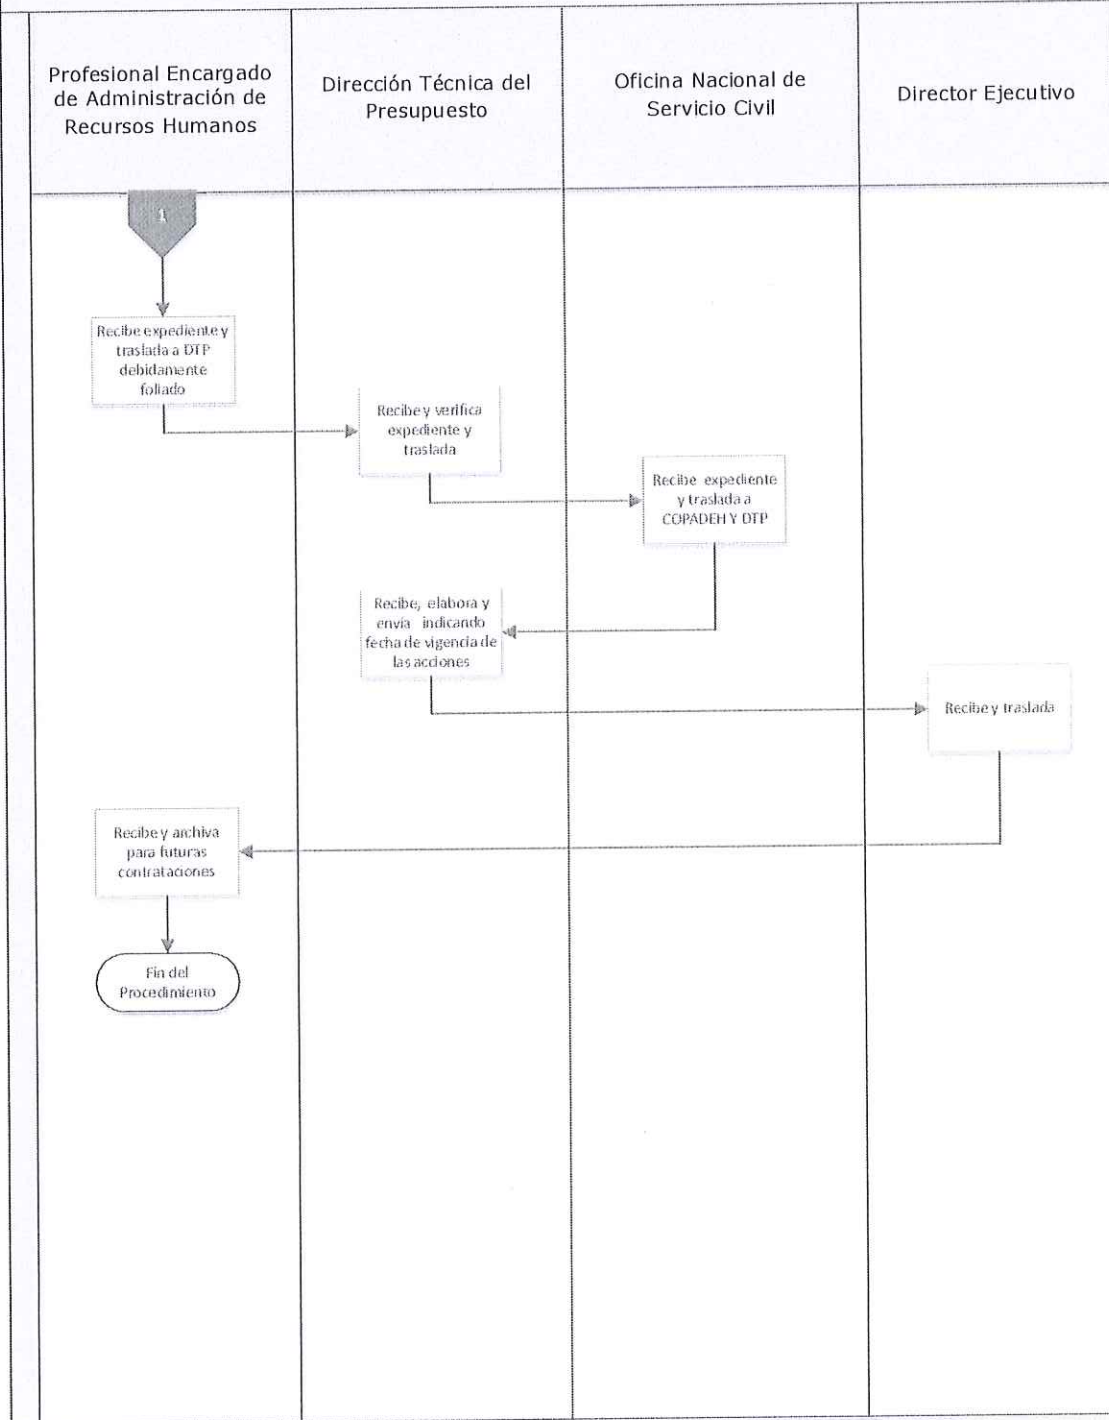 Profesional Encargado
de Administración de
Recursos Humanos
Dirección Técnica del
Presupuesto
Oficina Nacional de
Servicio Civil
Director Ejecutivo
1
Recibe expediente y
traslada a DTP
debidamente
foliado
Recibe y verifica
expediente y
traslada
Recibe expediente
y traslada a
COPADEH Y DTP
Recibe, elabora y
envía indicando
fecha de vigencia de
las acciones
Recibe y traslada
Recibe y archiva
para futuras
contrataciones
Fin del
Procedimiento